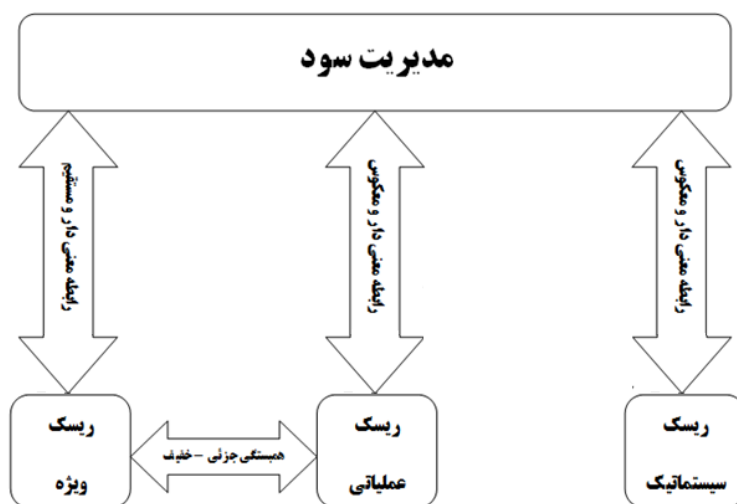 مدیریت سود
رابطه معنی دار و معکوس
رابطه معنی دار و معکوس
رابطه معنی دار و مستقیم
ریسک
سیستماتیک
ریسک
عملیاتی
همبستگی جزئی – خفیف
ریسک
ویژه